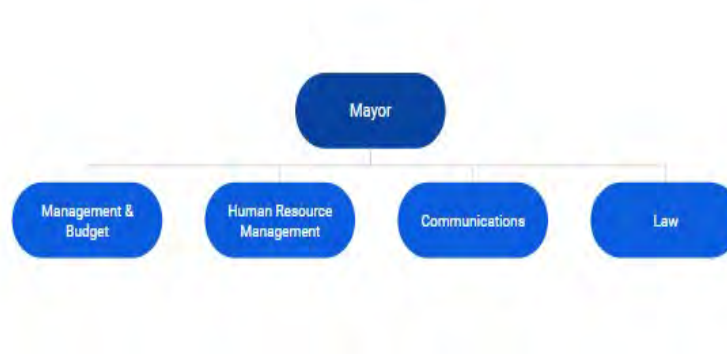 Mayor
Management &
Budget
Human Resource
Management
Communications
Law